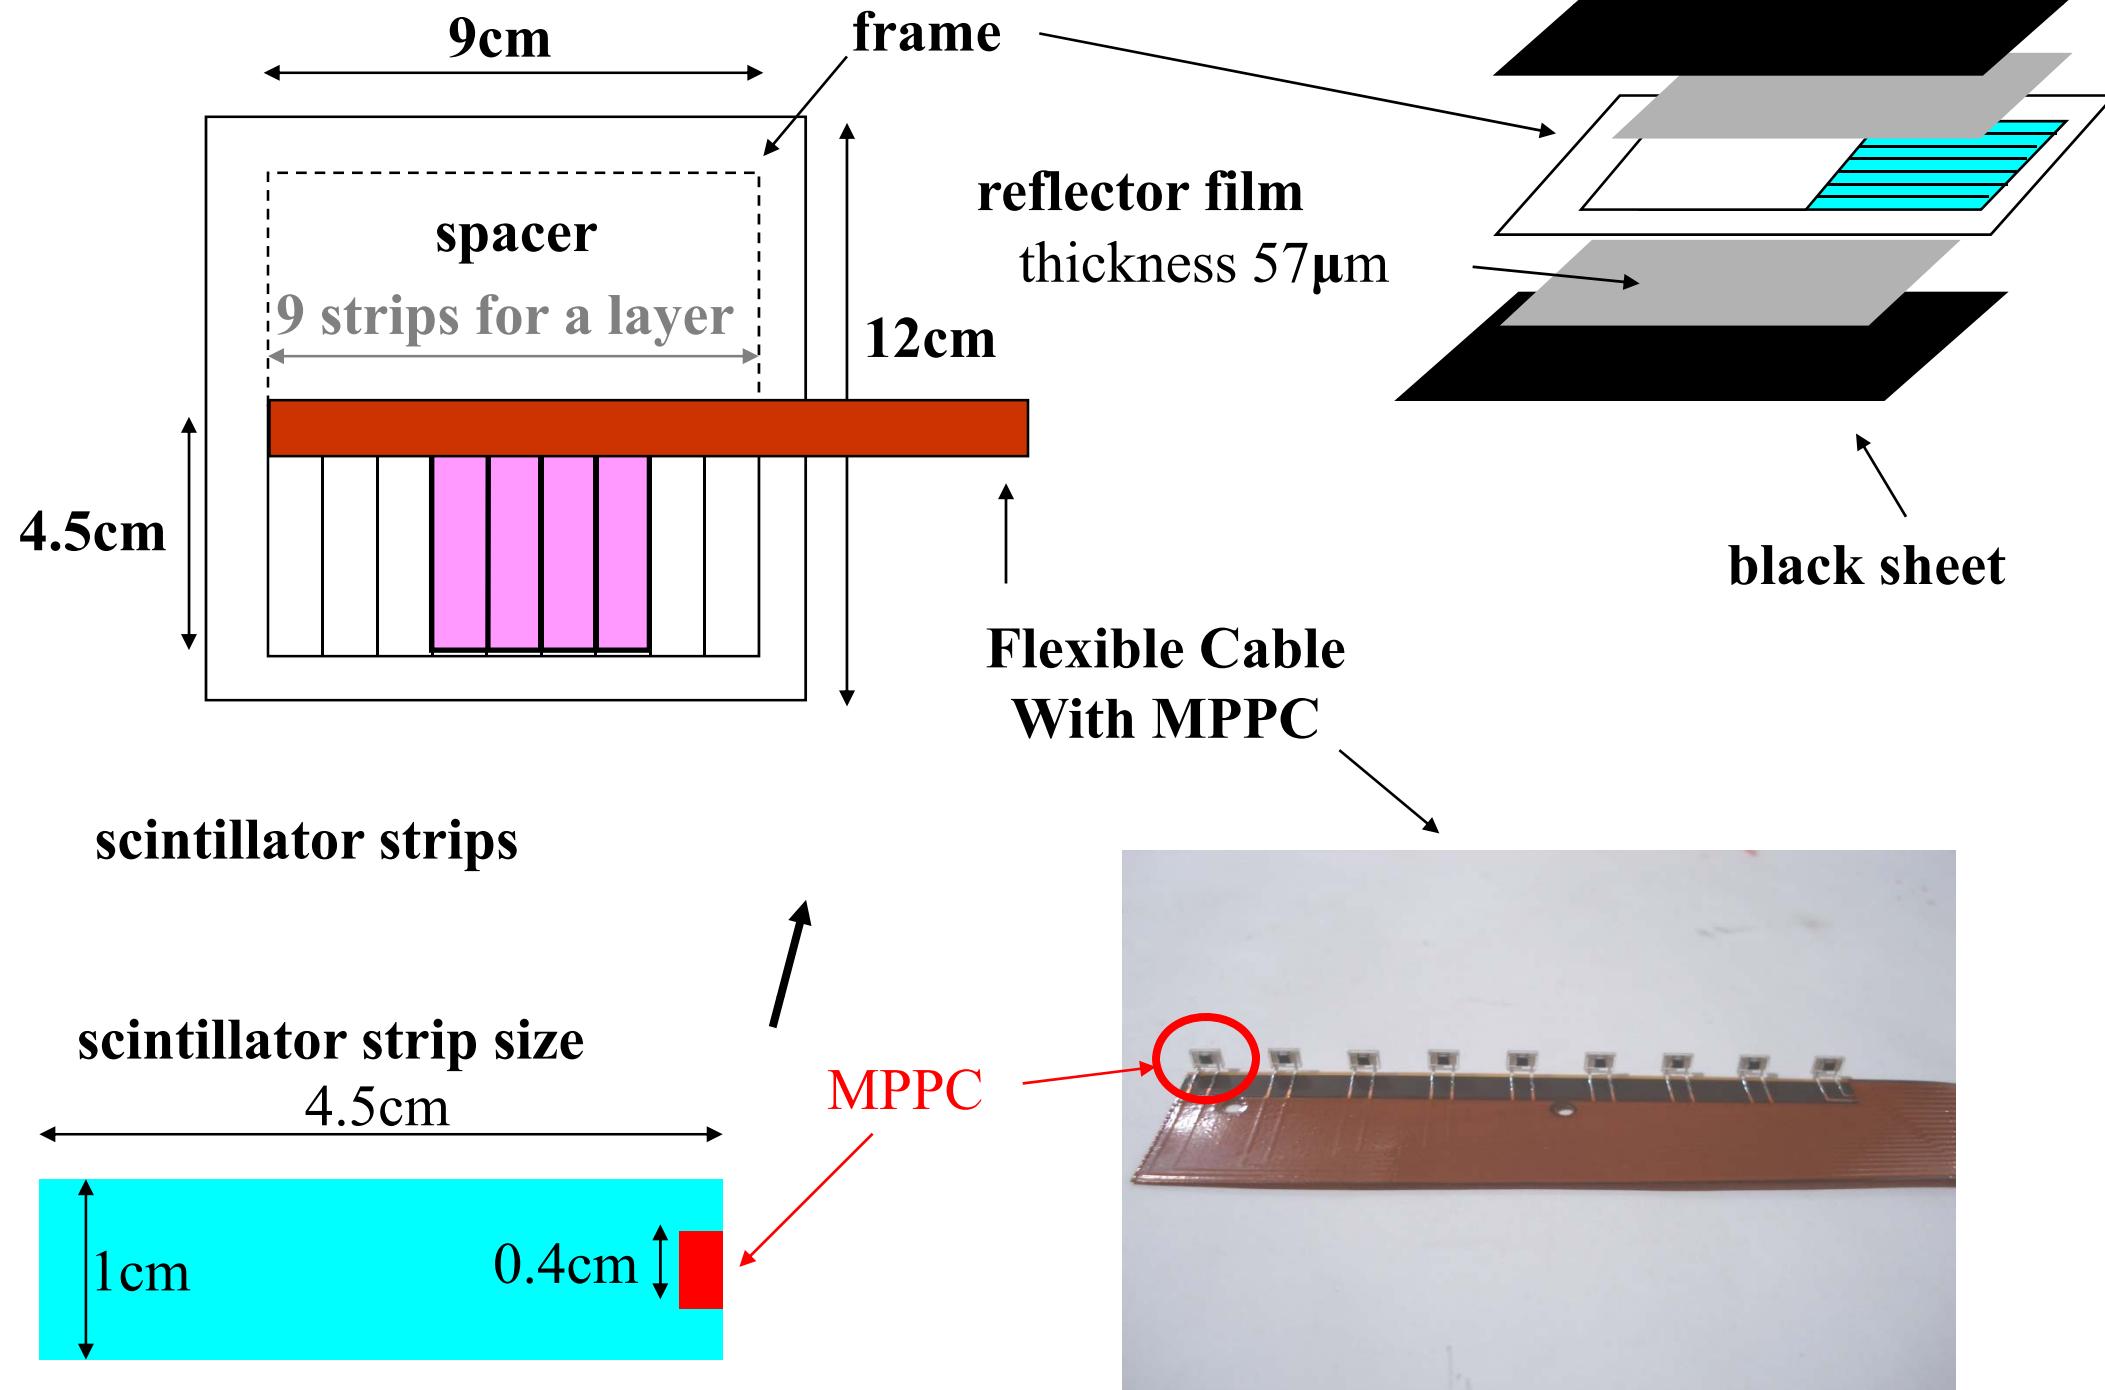 9cm
frame
spacer
9 strips for a layer
12cm
4.5cm
reflector film
thickness 57μm
black sheet
Flexible Cable
With MPPC
scintillator strips
scintillator strip size
4.5cm
MPPC
1cm
0.4cm